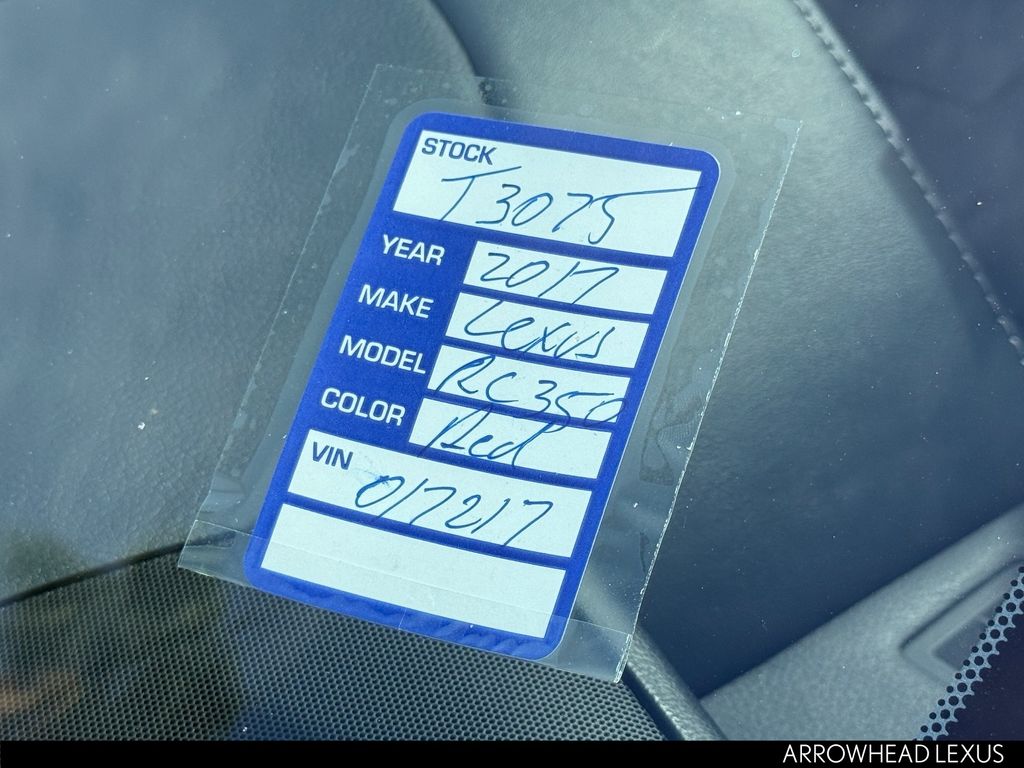 STOCK
T3075
YEAR 2017
MAKE Lexus
MODEL RC350
COLOR Red
VIN
017217
ARROWHEAD LEXUS